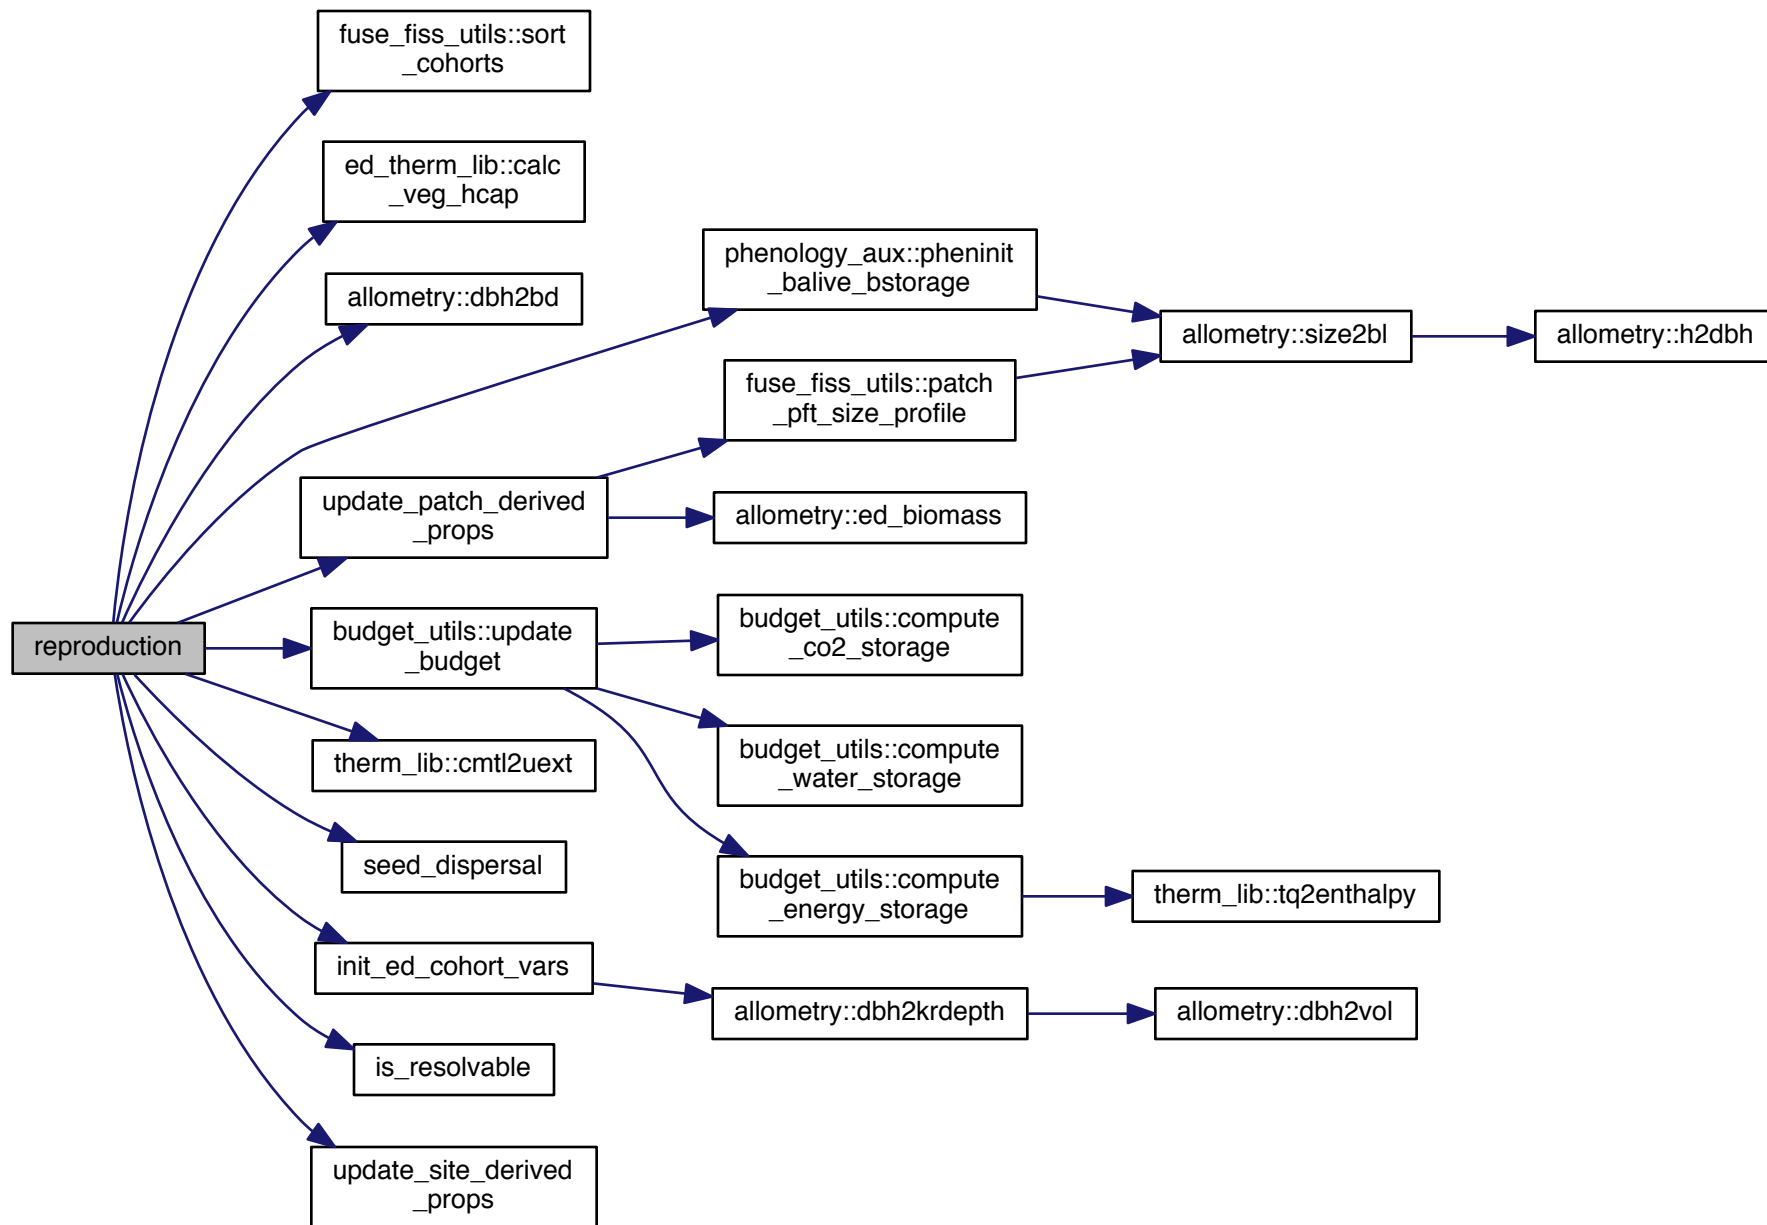 fuse_fiss_utils::sort
_cohorts
ed_therm_lib::calc
_veg_hcap
allometry::dbh2bd
phenology_aux::pheninit
_balive_bstorage
allometry::size2bl
allometry::h2dbh
fuse_fiss_utils::patch
_pft_size_profile
update_patch_derived
_props
allometry::ed_biomass
reproduction
budget_utils::update
_budget
budget_utils::compute
_co2_storage
therm_lib::cmtl2uext
budget_utils::compute
_water_storage
seed_dispersal
budget_utils::compute
_energy_storage
therm_lib::tq2enthalpy
init_ed_cohort_vars
allometry::dbh2krdepth
allometry::dbh2vol
is_resolvable
update_site_derived
_props